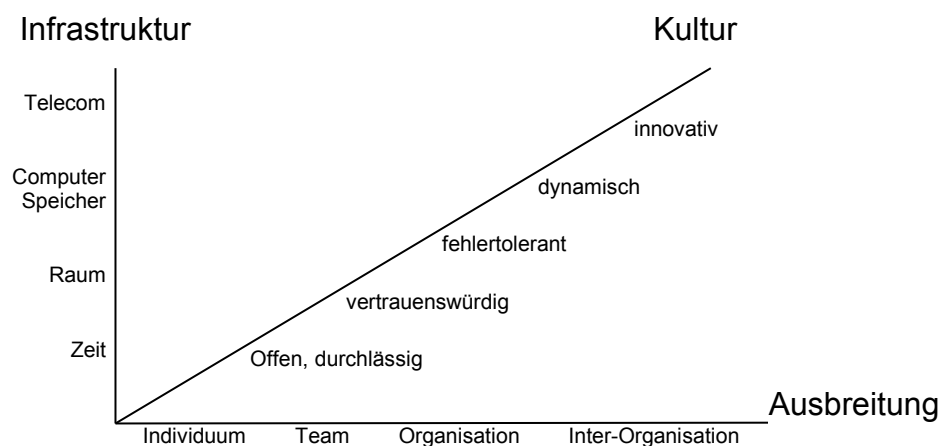 Infrastruktur
Kultur
Telecom
innovativ
Computer
Speicher
dynamisch
fehlertolerant
Raum
vertrauenswürdig
Zeit
Offen, durchlässig
Ausbreitung
Individuum
Team
Organisation
Inter-Organisation